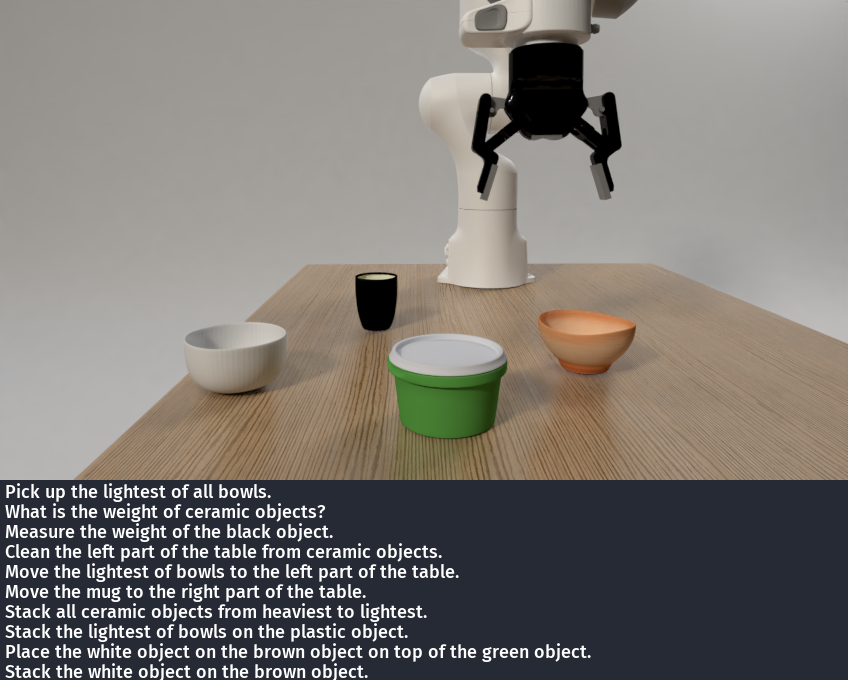 Pick up the lightest of all bowls.
What is the weight of ceramic objects?
Measure the weight of the black object.
Clean the left part of the table from ceramic objects.
Move the lightest of bowls to the left part of the table.
Move the mug to the right part of the table.
Stack all ceramic objects from heaviest to lightest.
Stack the lightest of bowls on the plastic object.
Place the white object on the brown object on top of the green object.
Stack the white object on the brown object.